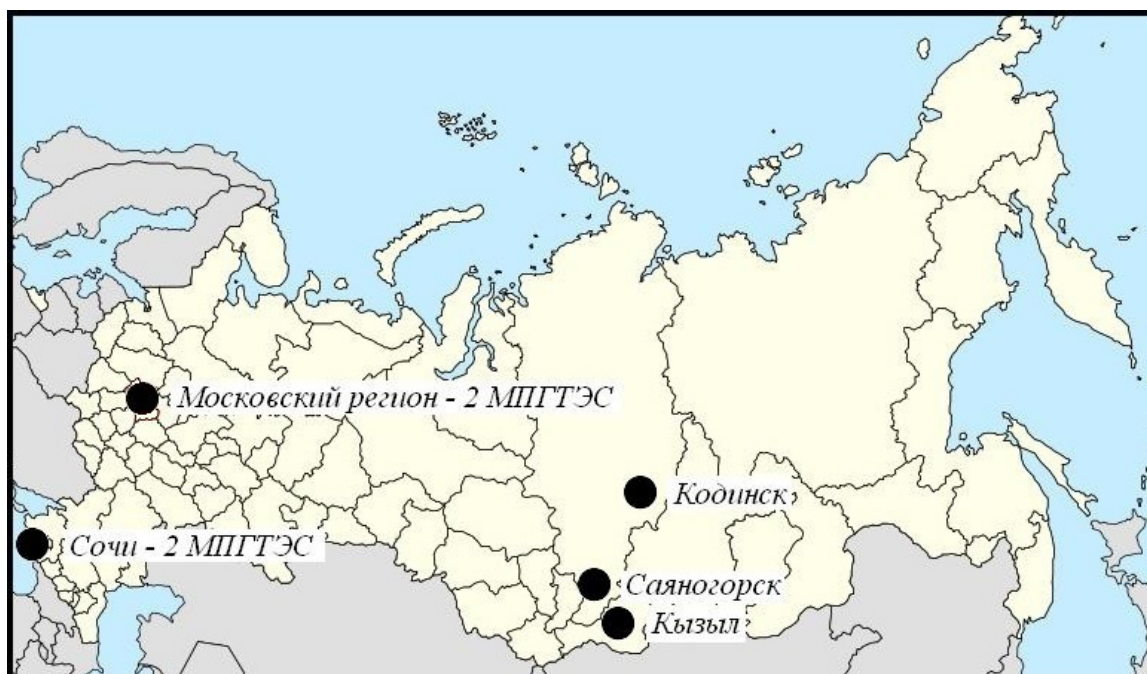 Московский регион - 2 МПГТЭС
Кодинск
Сочи - 2 МПГТЭС
Саяногорск
Кызыл